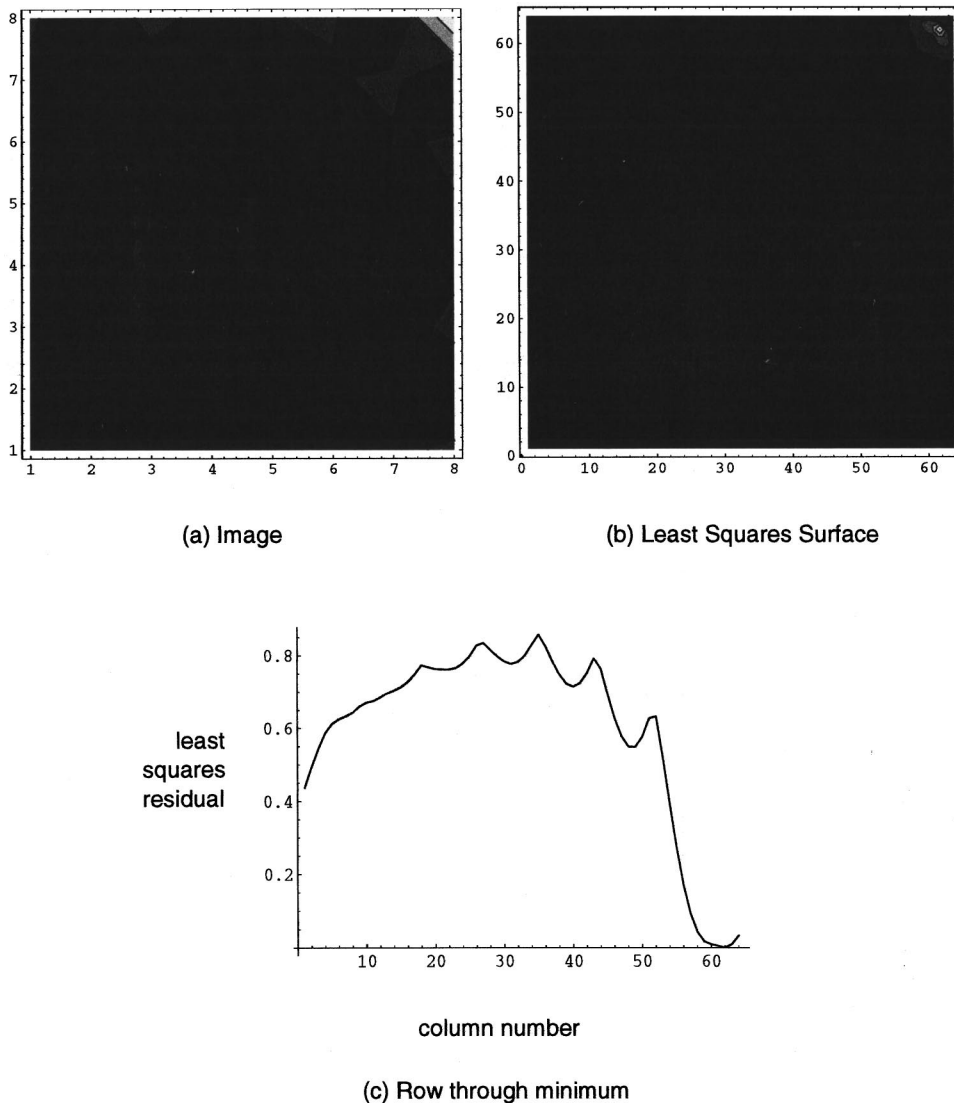 8
7
6
5
4
3
2
1
1 2 3 4 5 6 7 8
60
50
40
30
20
10
0
0 10 20 30 40 50 60
(a) Image
(b) Least Squares Surface
0.8
0.6
0.4
0.2
least
squares
residual
10 20 30 40 50 60
column number
(c) Row through minimum